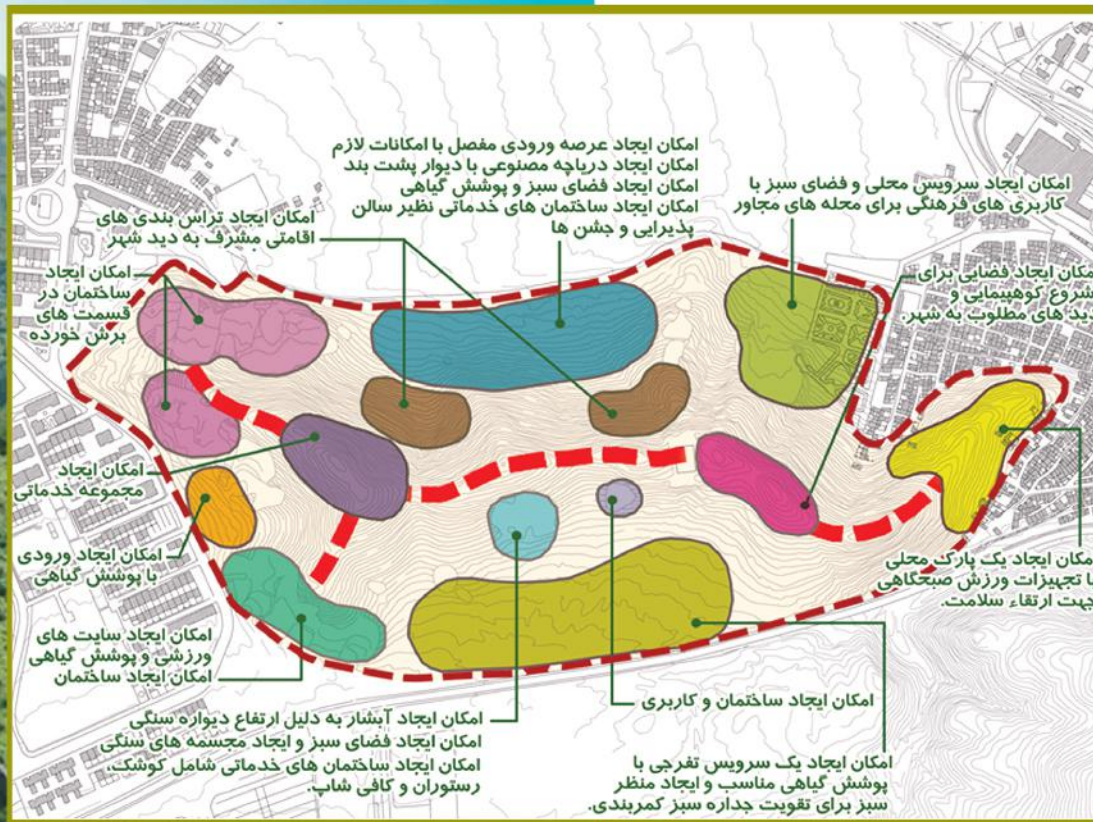 امکان ایجاد عرصه ورودی مفصل با امکانات لازم
امکان ایجاد دریاچه مصنوعی با دیوار پشت بند
امکان ایجاد فضای سبز و پوشش گیاهی
امکان ایجاد ساختمان های خدماتی نظیر سالن
پذیرایی و جشن ها
امکان ایجاد سرویس محلی و فضای سبز با
کاربری های فرهنگی برای محله های مجاور
امکان ایجاد تراس بندی های
اقامتی مشرف به دید شهر
امکان ایجاد
ساختمان در
قسمت های
برش خورده
امکان ایجاد فضایی برای
شروع کوهپیمایی و
دید های مطلوب به شهر.
امکان ایجاد
مجموعه خدماتی
امکان ایجاد ورودی
با پوشش گیاهی
امکان ایجاد یک پارک محلی
با تجهیزات ورزش صبحگاهی
جهت ارتقاء سلامت.
امکان ایجاد سایت های
ورزشی و پوشش گیاهی
امکان ایجاد ساختمان
امکان ایجاد ساختمان و کاربری
امکان ایجاد آبشار به دلیل ارتفاع دیواره سنگی
امکان ایجاد فضای سبز و ایجاد مجسمه های سنگی
امکان ایجاد ساختمان های خدماتی شامل کوشک،
رستوران و کافی شاپ.
امکان ایجاد یک سرویس تفرجی با
پوشش گیاهی مناسب و ایجاد منظر
سبز برای تقویت جداره سبز کمربندی.